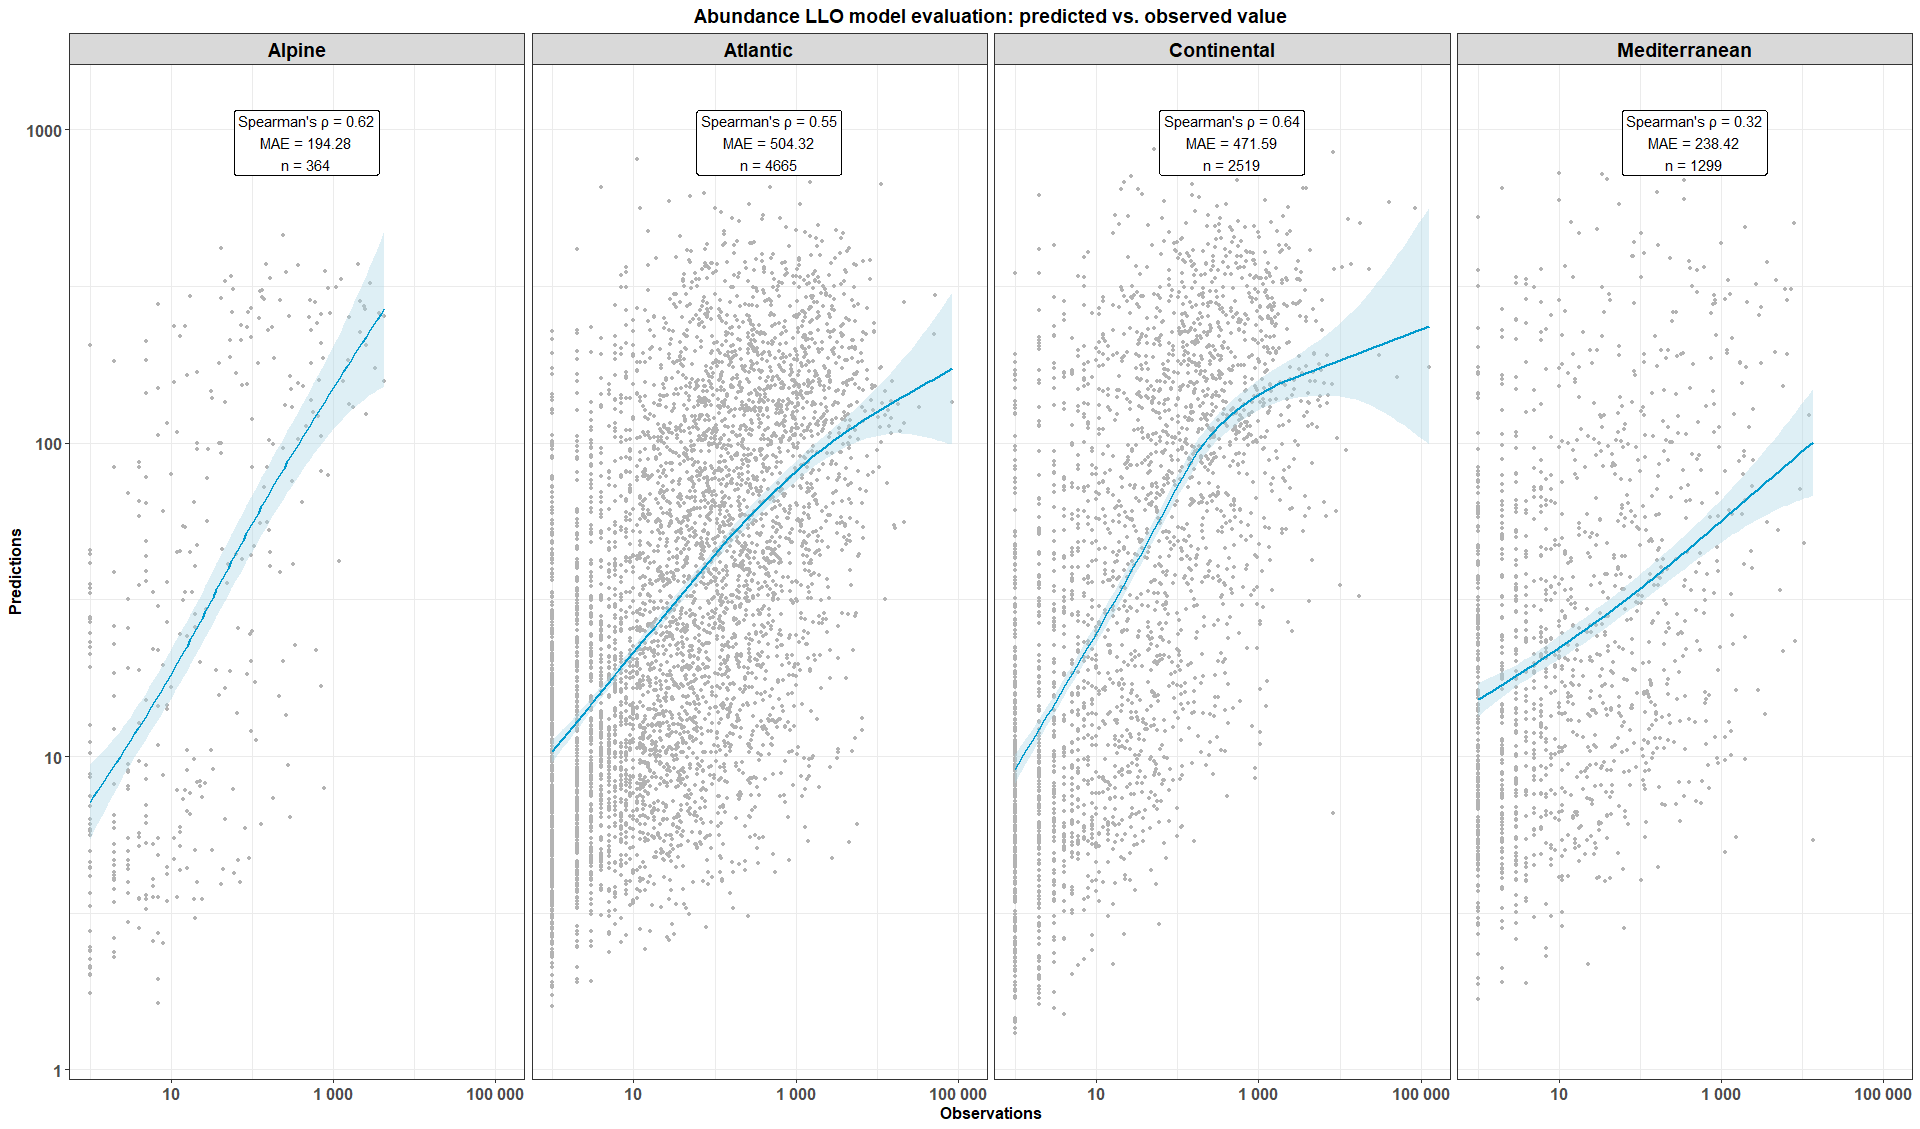 Abundance LLO model evaluation: predicted vs. observed value
Alpine
Atlantic
Continental
Mediterranean
Spearman's ρ = 0.62
MAE = 194.28
n = 364
Spearman's ρ = 0.55
MAE = 504.32
n = 4665
Spearman's ρ = 0.64
MAE = 471.59
n = 2519
Spearman's ρ = 0.32
MAE = 238.42
n = 1299
Predictions
1000
100
10
1
10
1 000
100 000
10
1 000
100 000
10
1 000
100 000
10
1 000
100 000
Observations